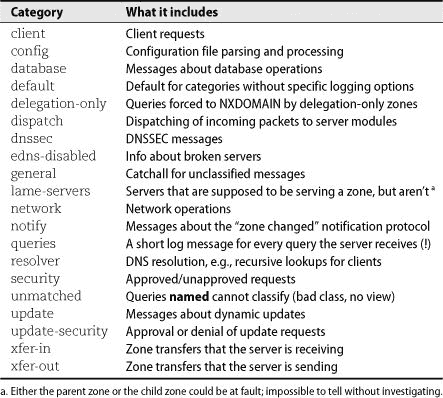 Category What it includes
client Client requests
config Configuration file parsing and processing
database Messages about database operations
default Default for categories without specific logging options
delegation-only Queries forced to NXDOMAIN by delegation-only zones
dispatch Dispatching of incoming packets to server modules
dnssec DNSSEC messages
edns-disabled Info about broken servers
general Catchall for unclassified messages
lame-servers Servers that are supposed to be serving a zone, but aren't a
network Network operations
notify Messages about the “zone changed” notification protocol
queries A short log message for every query the server receives (!)
resolver DNS resolution, e.g., recursive lookups for clients
security Approved/unapproved requests
unmatched Queries named cannot classify (bad class, no view)
update Messages about dynamic updates
update-security Approval or denial of update requests
xfer-in Zone transfers that the server is receiving
xfer-out Zone transfers that the server is sending
a. Either the parent zone or the child zone could be at fault; impossible to tell without investigating.